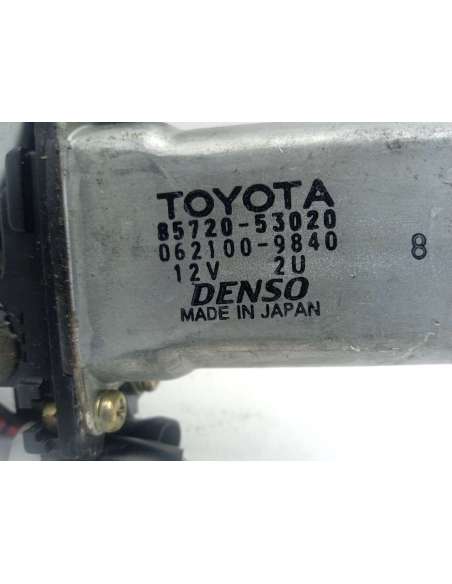 TOYOTA
85720-53020
062100-9840
8
12V 2U
DENSO
MADE IN JAPAN